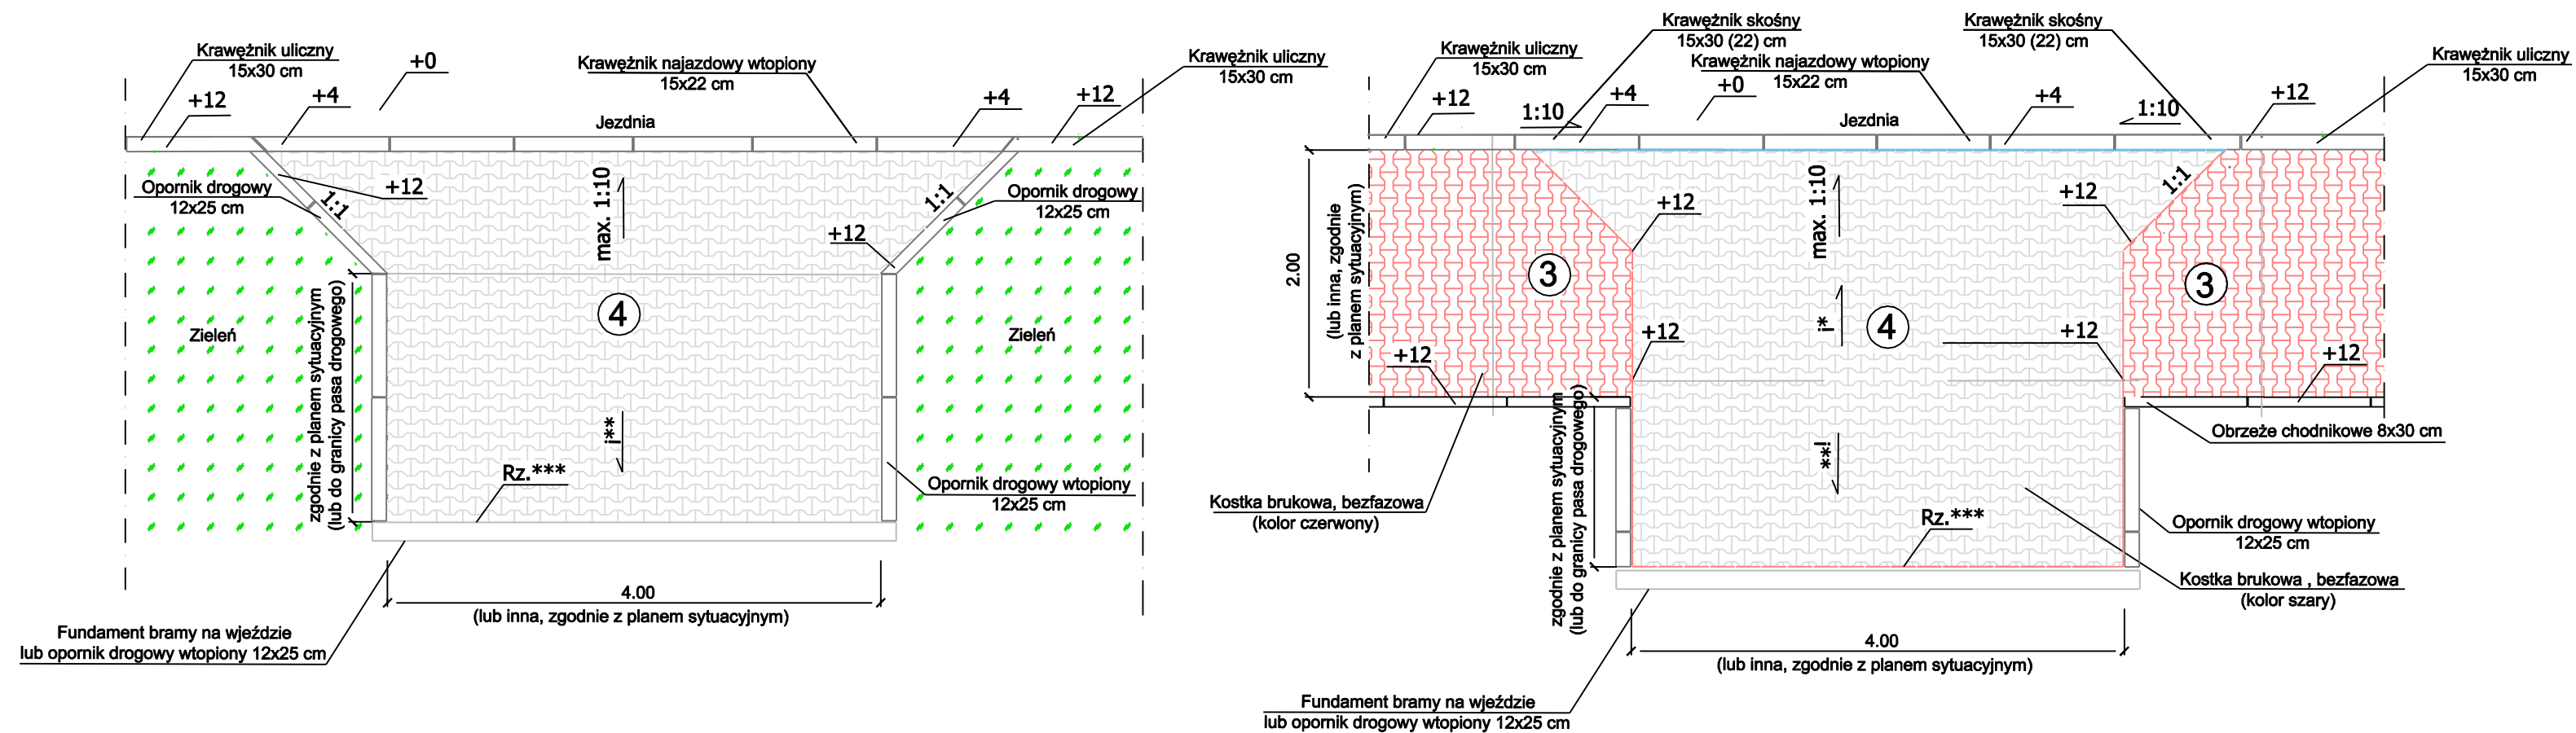 Krawężnik uliczny
15x30 cm
+12
+4
+0
Krawężnik najazdowy wtopiony
15x22 cm
Jezdnia
+4
+12
Krawężnik uliczny
15x30 cm
Opornik drogowy
12x25 cm
1:1
+12
max. 1:10
1:1
Opornik drogowy
12x25 cm
+12
Zieleń
4
Zieleń
zgodnie z planem sytuacyjnym
(lub do granicy pasa drogowego)
i**
Rz.***
Opornik drogowy wtopiony
12x25 cm
4.00
(lub inna, zgodnie z planem sytuacyjnym)
Fundament bramy na wjeździe
lub opornik drogowy wtopiony 12x25 cm
Krawężnik uliczny
15x30 cm
Krawężnik skośny
15x30 (22) cm
Krawężnik najazdowy wtopiony
15x22 cm
Krawężnik skośny
15x30 (22) cm
Krawężnik uliczny
15x30 cm
+12
1:10
+4
+0
Jezdnia
+4
1:10
+12
2.00
(lub inna, zgodnie
z planem sytuacyjnym)
+12
max. 1:10
+12
1:1
3
i*
4
3
+12
+12
+12
+12
zgodnie z planem sytuacyjnym
(lub do granicy pasa drogowego)
i**
Obrzeże chodnikowe 8x30 cm
Kostka brukowa, bezfazowa
(kolor czerwony)
Rz.***
Opornik drogowy wtopiony
12x25 cm
Kostka brukowa , bezfazowa
(kolor szary)
4.00
(lub inna, zgodnie z planem sytuacyjnym)
Fundament bramy na wjeździe
lub opornik drogowy wtopiony 12x25 cm